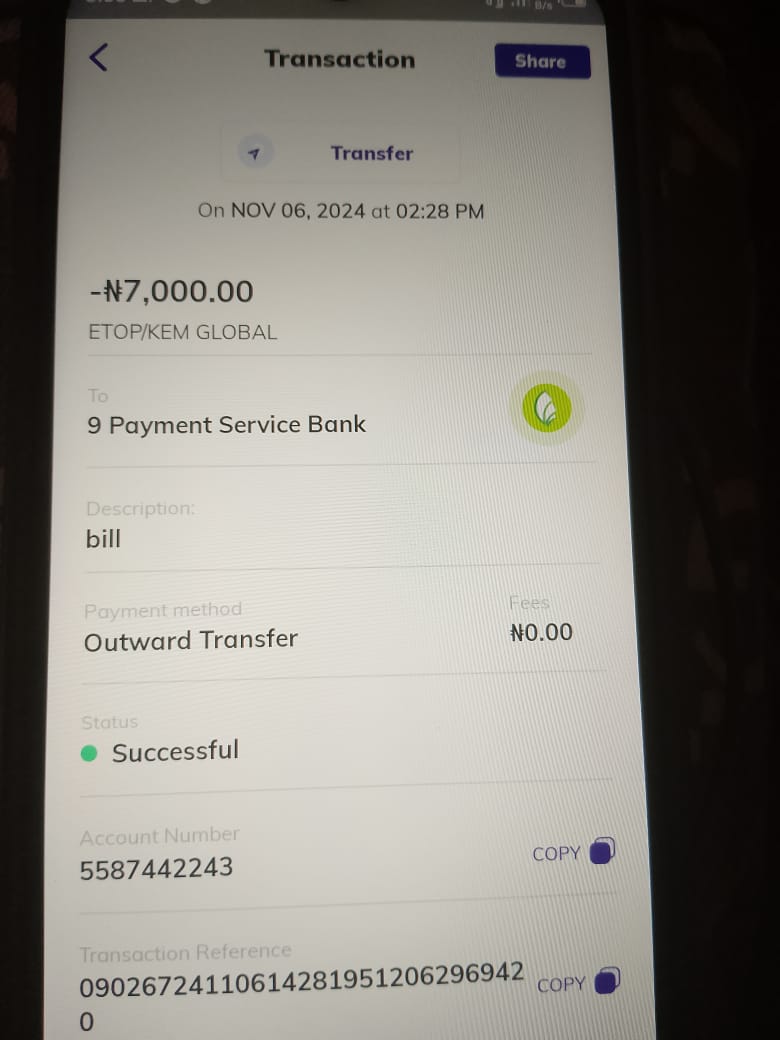 Transaction
Share
Transfer
On NOV 06, 2024 at 02:28 PM
-₦7,000.00
ETOP/KEM GLOBAL
To
9 Payment Service Bank
Description:
bill
Payment method
Fees
Outward Transfer
₦0.00
Status
Successful
Account Number
5587442243
COPY
Transaction Reference
09026724110614281951206296942
COPY
0